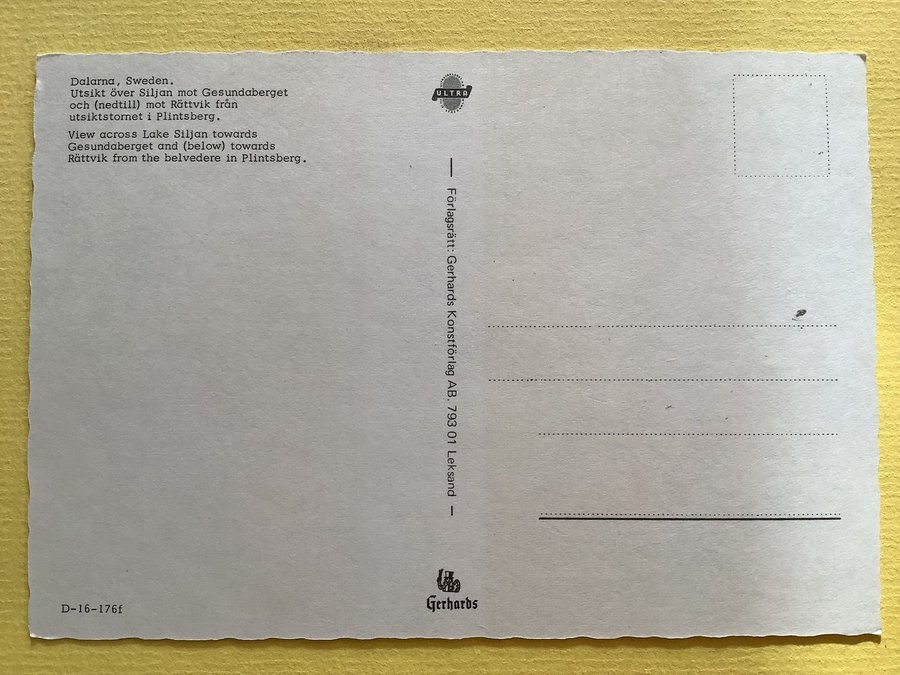 Dalarna, Sweden.
Utsikt över Siljan mot Gesundaberget
och (nedtill) mot Rättvik från
utsiktstornet i Plintsberg.
View across Lake Siljan towards
Gesundaberget and (below) towards
Rättvik from the belvedere in Plintsberg.
ULTRA
— Förlagsrätt: Gerhards Konstförlag AB. 793 01 Leksand —
D-16-176f
Gerhards